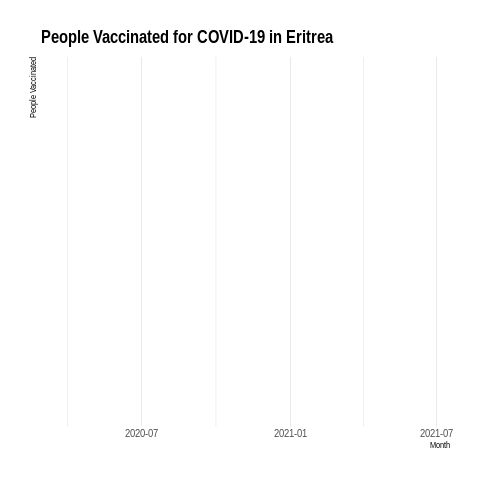 People Vaccinated for COVID-19 in Eritrea
People Vaccinated
2020-07 2021-01 2021-07
Month